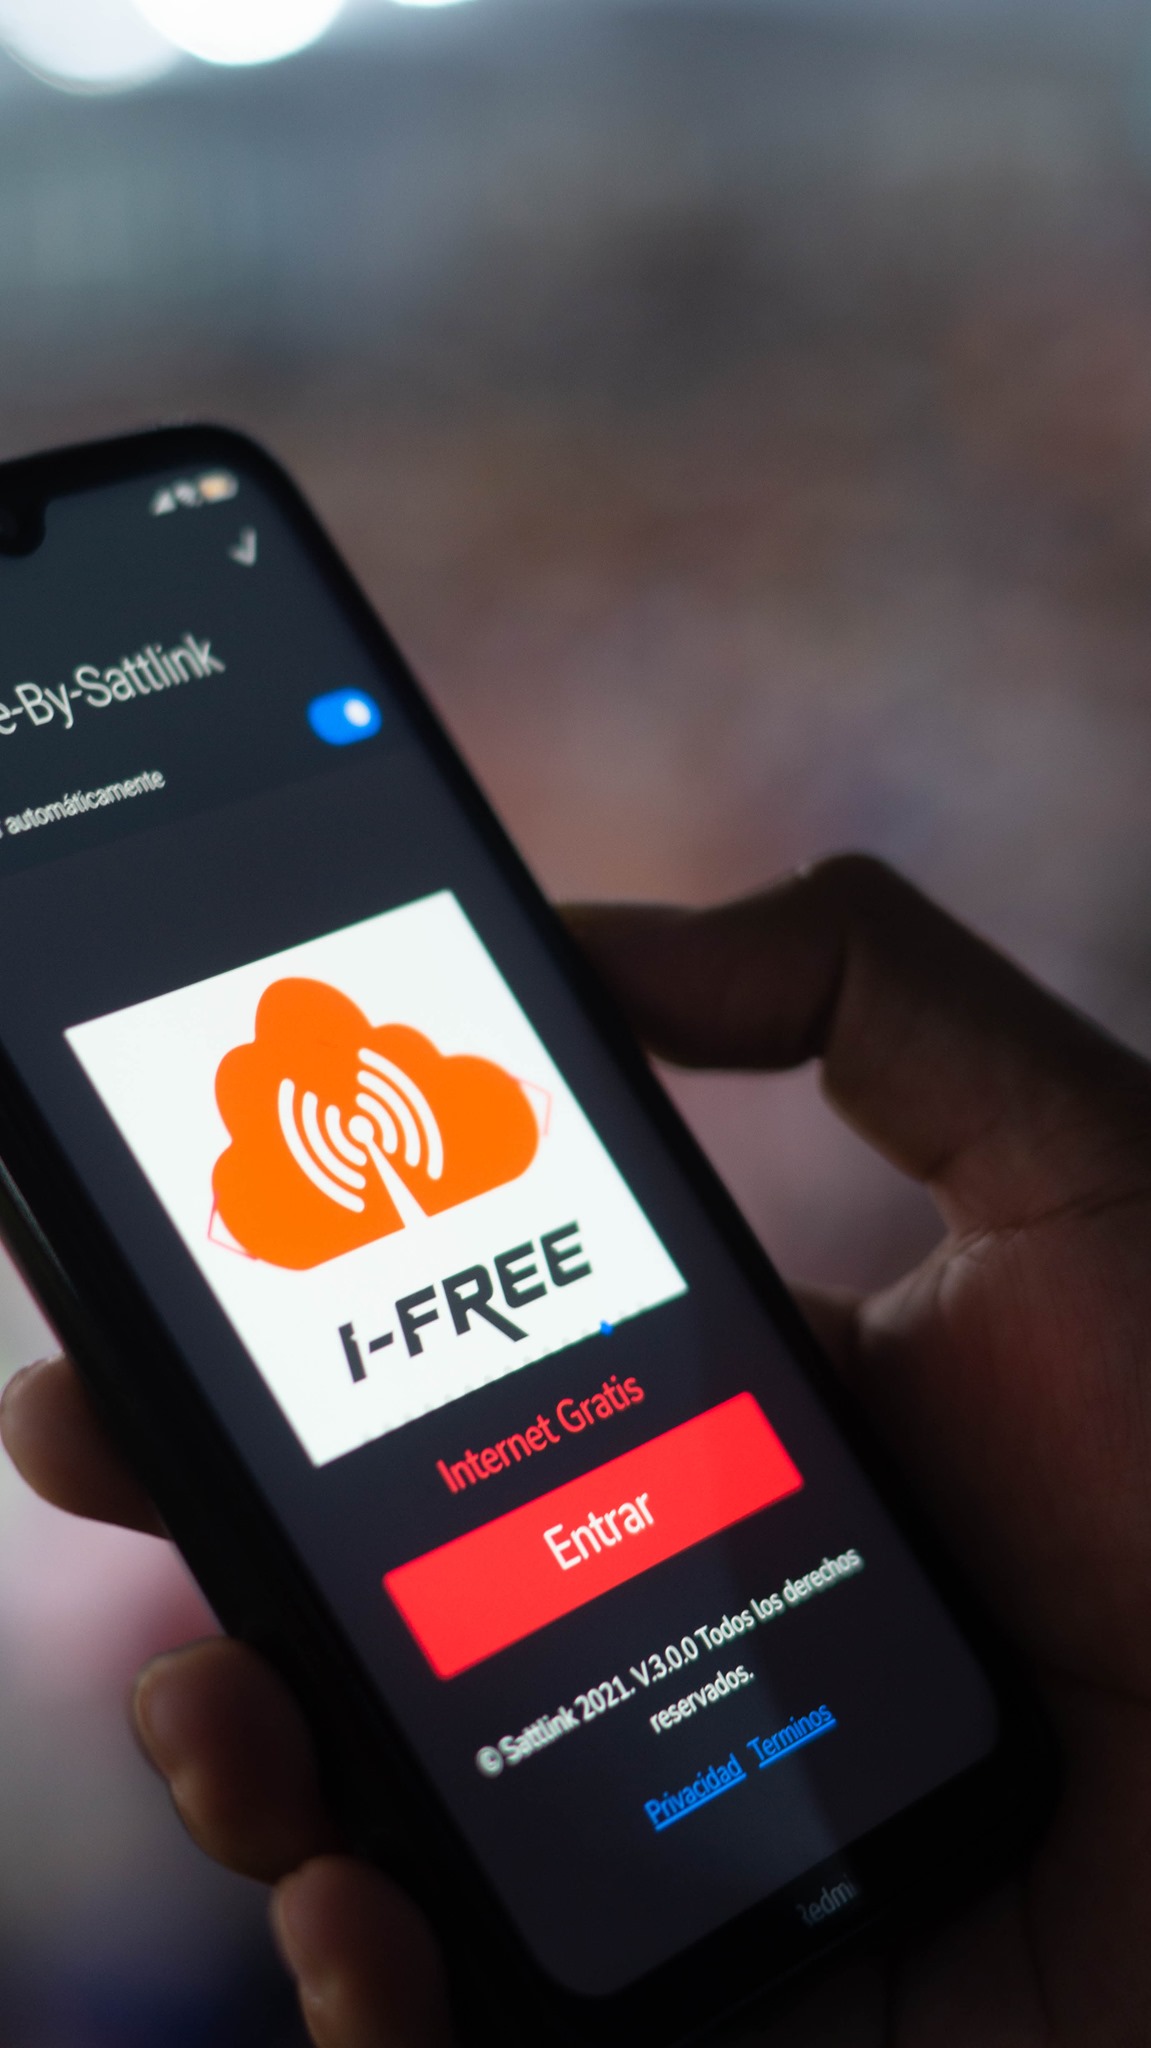 e-By-Sattlink
automáticamente
I-FREE
Internet Gratis
Entrar
© Sattlink 2021. V.3.0.0 Todos los derechos
reservados.
Privacidad Terminos
Redmi